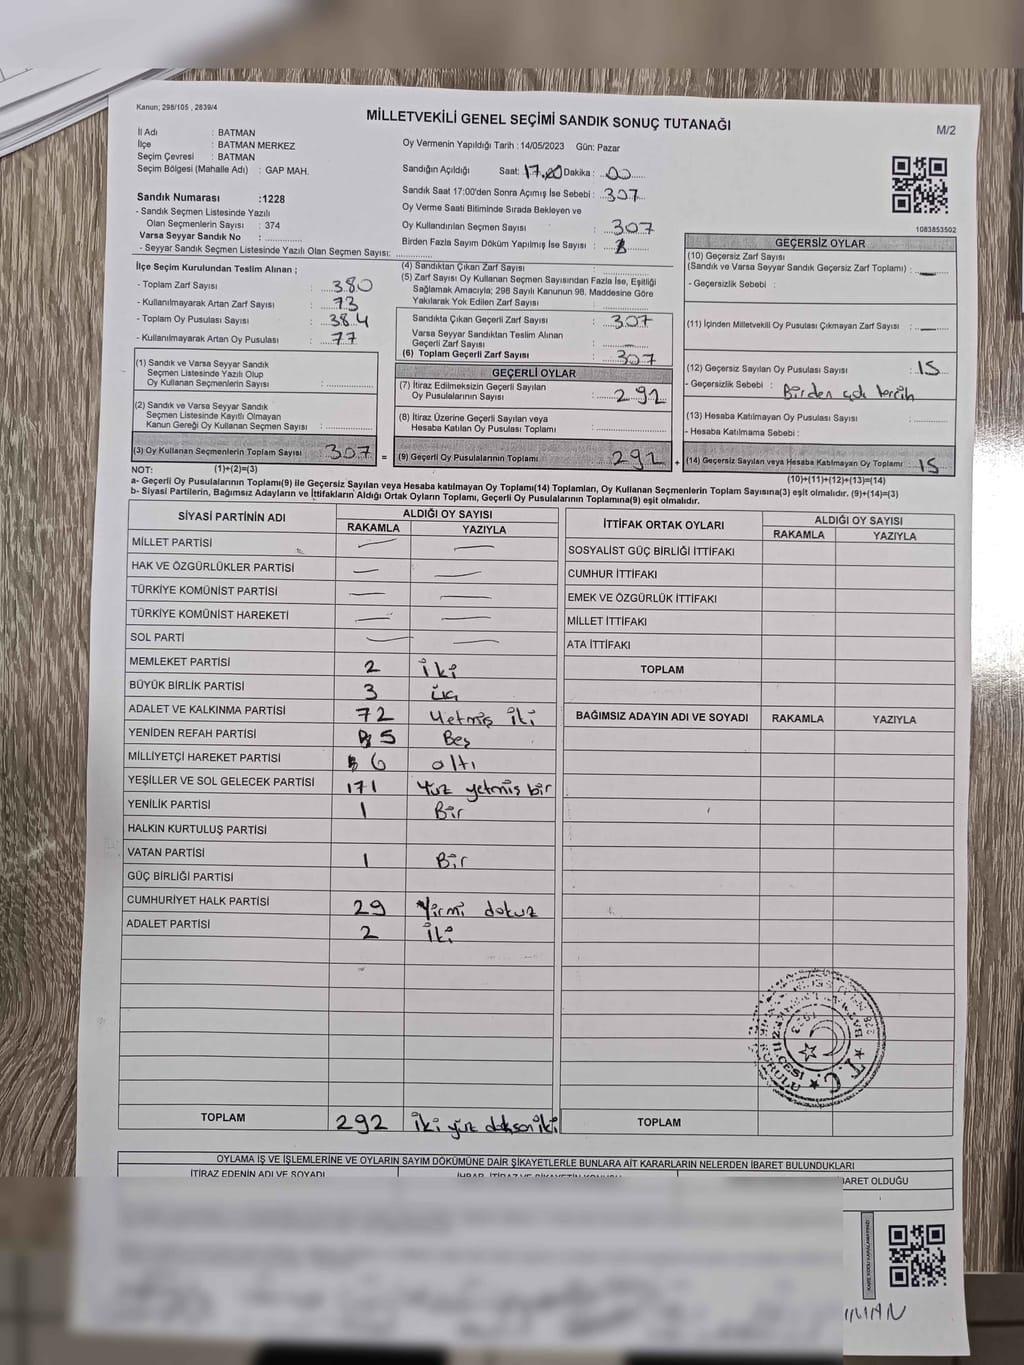 Kanun; 298/105 , 2839/4
MİLLETVEKİLİ GENEL SEÇİMİ SANDIK SONUÇ TUTANAĞI
M/2
İl Adı : BATMAN
İlçe : BATMAN MERKEZ
Seçim Çevresi : BATMAN
Seçim Bölgesi (Mahalle Adı) : GAP MAH.
Oy Vermenin Yapıldığı Tarih : 14/05/2023 Gün: Pazar
Sandığın Açıldığı Saat: 17.00 Dakika : 00
Sandık Saat 17:00'den Sonra Açımış İse Sebebi : 307
Oy Verme Saati Bitiminde Sırada Bekleyen ve
Oy Kullandırılan Seçmen Sayısı : 307
Birden Fazla Sayım Döküm Yapılmış İse Sayısı :
Sandık Numarası :1228
- Sandık Seçmen Listesinde Yazılı
Olan Seçmenlerin Sayısı : 374
Varsa Seyyar Sandık No :
- Seyyar Sandık Seçmen Listesinde Yazılı Olan Seçmen Sayısı:
1083853502
İlçe Seçim Kurulundan Teslim Alınan ;
- Toplam Zarf Sayısı : 380
- Kullanılmayarak Artan Zarf Sayısı : 73
- Toplam Oy Pusulası Sayısı : 384
- Kullanılmayarak Artan Oy Pusulası : 77
(4) Sandıktan Çıkan Zarf Sayısı :
(5) Zarf Sayısı Oy Kullanan Seçmen Sayısından Fazla İse, Eşitliği
Sağlamak Amacıyla; 298 Sayılı Kanunun 98. Maddesine Göre
Yakılarak Yok Edilen Zarf Sayısı :
Sandıkta Çıkan Geçerli Zarf Sayısı : 307
Varsa Seyyar Sandıktan Teslim Alınan
Geçerli Zarf Sayısı : —
(6) Toplam Geçerli Zarf Sayısı : 307
GEÇERSİZ OYLAR
(10) Geçersiz Zarf Sayısı
(Sandık ve Varsa Seyyar Sandık Geçersiz Zarf Toplamı) : —
- Geçersizlik Sebebi :
(11) İçinden Milletvekili Oy Pusulası Çıkmayan Zarf Sayısı : —
(12) Geçersiz Sayılan Oy Pusulası Sayısı : 15
- Geçersizlik Sebebi : Birden çok tercih
(13) Hesaba Katılmayan Oy Pusulası Sayısı :
- Hesaba Katılmama Sebebi :
(14) Geçersiz Sayılan veya Hesaba Katılmayan Oy Toplamı : 15
(1) Sandık ve Varsa Seyyar Sandık
Seçmen Listesinde Yazılı Olup
Oy Kullanan Seçmenlerin Sayısı :
(2) Sandık ve Varsa Seyyar Sandık
Seçmen Listesinde Kayıtlı Olmayan
Kanun Gereği Oy Kullanan Seçmen Sayısı :
(3) Oy Kullanan Seçmenlerin Toplam Sayısı : 307 =
GEÇERLİ OYLAR
(7) İtiraz Edilmeksizin Geçerli Sayılan
Oy Pusulalarının Sayısı : 292
(8) İtiraz Üzerine Geçerli Sayılan veya
Hesaba Katılan Oy Pusulası Toplamı :
(9) Geçerli Oy Pusulalarının Toplamı : 292 +
NOT: (1)+(2)=(3)
(10)+(11)+(12)+(13)=(14)
a- Geçerli Oy Pusulalarının Toplamı(9) ile Geçersiz Sayılan veya Hesaba katılmayan Oy Toplamı(14) Toplamları, Oy Kullanan Seçmenlerin Toplam Sayısına(3) eşit olmalıdır. (9)+(14)=(3)
b- Siyasi Partilerin, Bağımsız Adayların ve İttifakların Aldığı Ortak Oyların Toplamı, Geçerli Oy Pusulalarının Toplamına(9) eşit olmalıdır.
SİYASİ PARTİNİN ADI ALDIĞI OY SAYISI
RAKAMLA YAZIYLA
MİLLET PARTİSİ — —
HAK VE ÖZGÜRLÜKLER PARTİSİ — —
TÜRKİYE KOMÜNİST PARTİSİ — —
TÜRKİYE KOMÜNİST HAREKETİ — —
SOL PARTİ — —
MEMLEKET PARTİSİ 2 iki
BÜYÜK BİRLİK PARTİSİ 3 üç
ADALET VE KALKINMA PARTİSİ 72 Yetmiş iki
YENİDEN REFAH PARTİSİ 5 Beş
MİLLİYETÇİ HAREKET PARTİSİ 6 altı
YEŞİLLER VE SOL GELECEK PARTİSİ 171 Yüz yetmiş bir
YENİLİK PARTİSİ 1 Bir
HALKIN KURTULUŞ PARTİSİ
VATAN PARTİSİ 1 Bir
GÜÇ BİRLİĞİ PARTİSİ
CUMHURİYET HALK PARTİSİ 29 Yirmi dokuz
ADALET PARTİSİ 2 iki
TOPLAM 292 iki yüz doksan iki
İTTİFAK ORTAK OYLARI ALDIĞI OY SAYISI
RAKAMLA YAZIYLA
SOSYALİST GÜÇ BİRLİĞİ İTTİFAKI
CUMHUR İTTİFAKI
EMEK VE ÖZGÜRLÜK İTTİFAKI
MİLLET İTTİFAKI
ATA İTTİFAKI
TOPLAM
BAĞIMSIZ ADAYIN ADI VE SOYADI RAKAMLA YAZIYLA
TOPLAM
T.C.
OYLAMA İŞ VE İŞLEMLERİNE VE OYLARIN SAYIM DÖKÜMÜNE DAİR ŞİKAYETLERLE BUNLARA AİT KARARLARIN NELERDEN İBARET BULUNDUKLARI
İTİRAZ EDENİN ADI VE SOYADI
BARET OLDUĞU